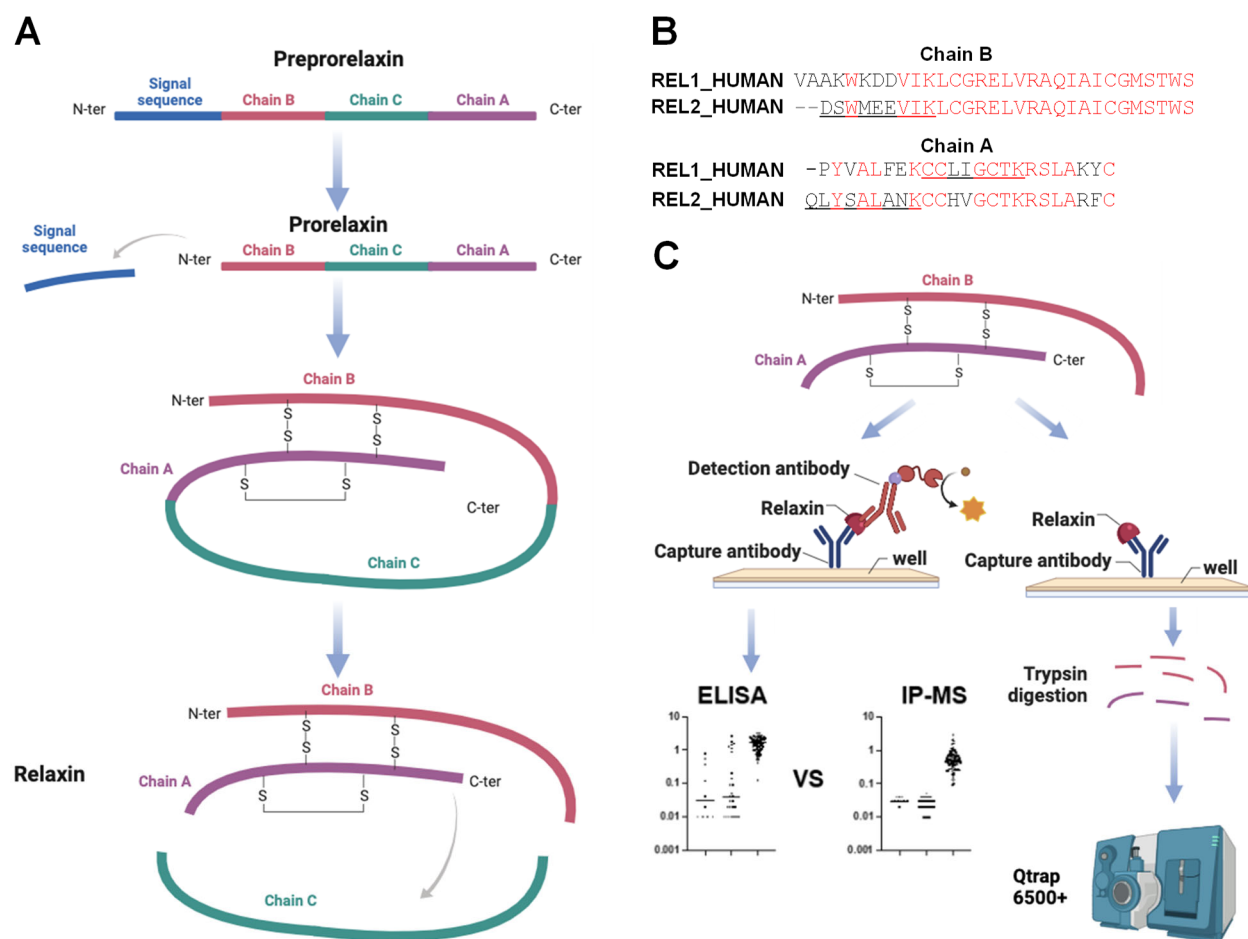 A
Preprorelaxin
Signal
sequence
Chain B
Chain C
Chain A
N-ter
C-ter
Prorelaxin
Signal
sequence
N-ter
Chain B
Chain C
Chain A
C-ter
Chain B
N-ter
S
S
S
S
Chain A
S
S
C-ter
Chain C
Chain B
N-ter
S
S
S
S
Relaxin
Chain A
C-ter
S
S
Chain C
B
Chain B
REL1_HUMAN VAAKWKDDVIKLCGRELVRAQIAICGMSTWS
REL2_HUMAN --DSWMEEVIKLCGRELVRAQIAICGMSTWS
Chain A
REL1_HUMAN -PYVALFEKCCLIGCTKRSLAKYC
REL2_HUMAN QLYSALANKCCHVGCTKRSLARFC
C
Chain B
N-ter
S
S
S
S
Chain A
C-ter
S
S
Detection antibody
Relaxin
Capture antibody
well
Relaxin
Capture antibody
well
Trypsin
digestion
ELISA
10
1
0.1
0.01
0.001
VS
IP-MS
10
1
0.1
0.01
0.001
Qtrap
6500+